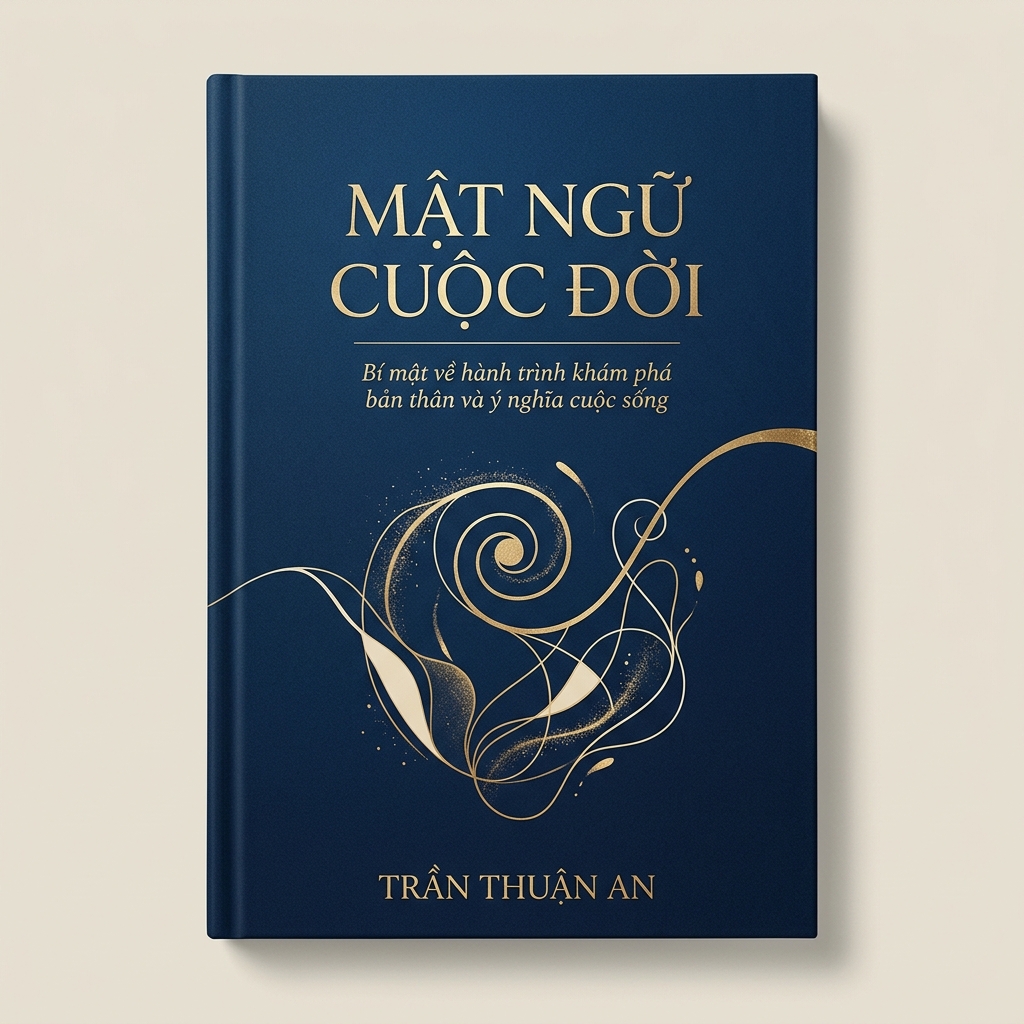 MẬT NGỮ
CUỘC ĐỜI
Bí mật về hành trình khám phá
bản thân và ý nghĩa cuộc sống
TRẦN THUẬN AN